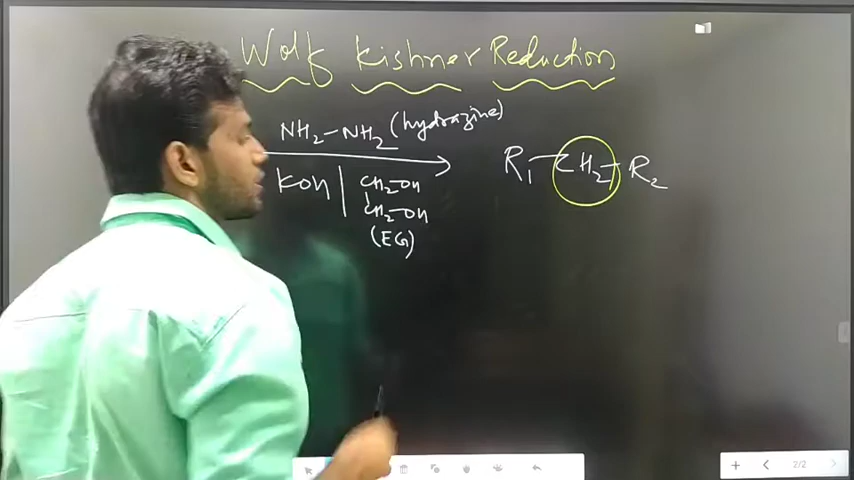 Wolf Kishner Reduction
NH2-NH2 (hydrazine)
KOH | CH2-OH
CH2-OH
(EG)
R1-CH2-R2
2/2